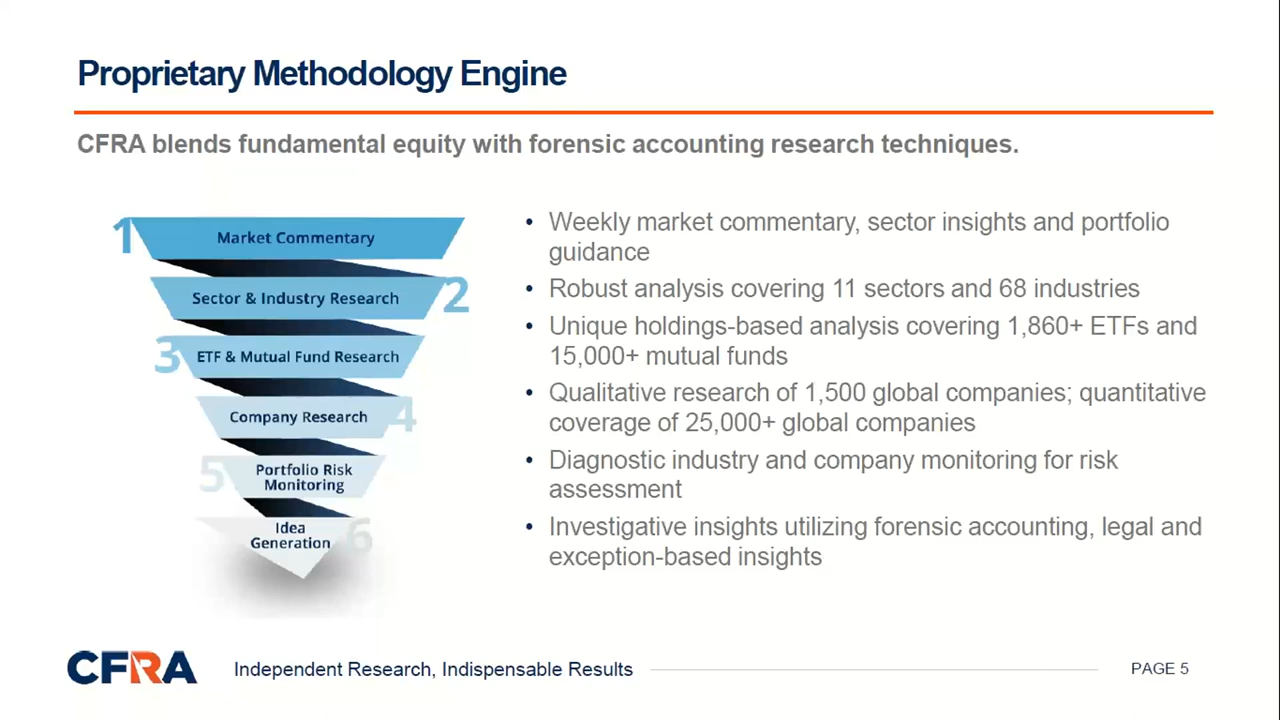 Proprietary Methodology Engine
CFRA blends fundamental equity with forensic accounting research techniques.
1
Market Commentary
Sector & Industry Research
2
3
ETF & Mutual Fund Research
Company Research
4
5
Portfolio Risk
Monitoring
Idea
Generation
6
• Weekly market commentary, sector insights and portfolio
guidance
• Robust analysis covering 11 sectors and 68 industries
• Unique holdings-based analysis covering 1,860+ ETFs and
15,000+ mutual funds
• Qualitative research of 1,500 global companies; quantitative
coverage of 25,000+ global companies
• Diagnostic industry and company monitoring for risk
assessment
• Investigative insights utilizing forensic accounting, legal and
exception-based insights
CFRA
Independent Research, Indispensable Results
PAGE 5